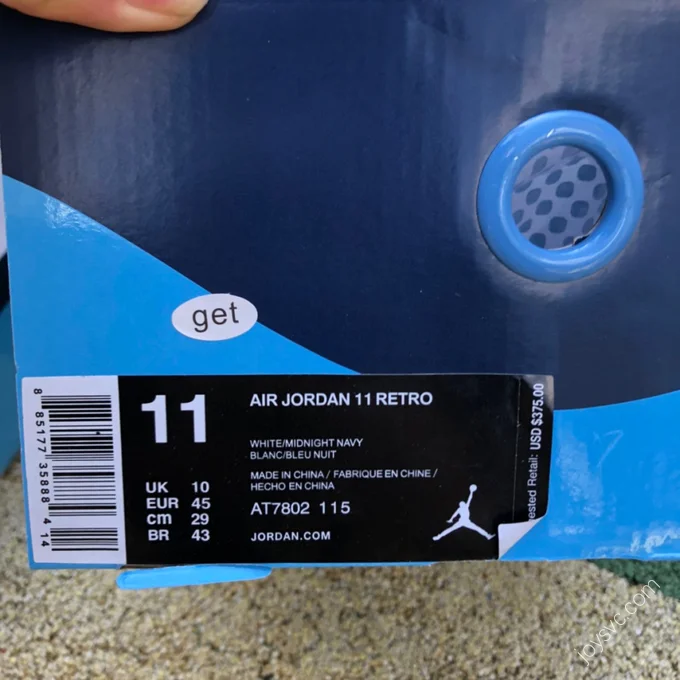 get
8 85177 35888 4 14
11
AIR JORDAN 11 RETRO
WHITE/MIDNIGHT NAVY
BLANC/BLEU NUIT
MADE IN CHINA / FABRIQUE EN CHINE /
HECHO EN CHINA
UK 10
EUR 45
cm 29
BR 43
AT7802 115
JORDAN.COM
ested Retail: USD $375.00
joysvc.com